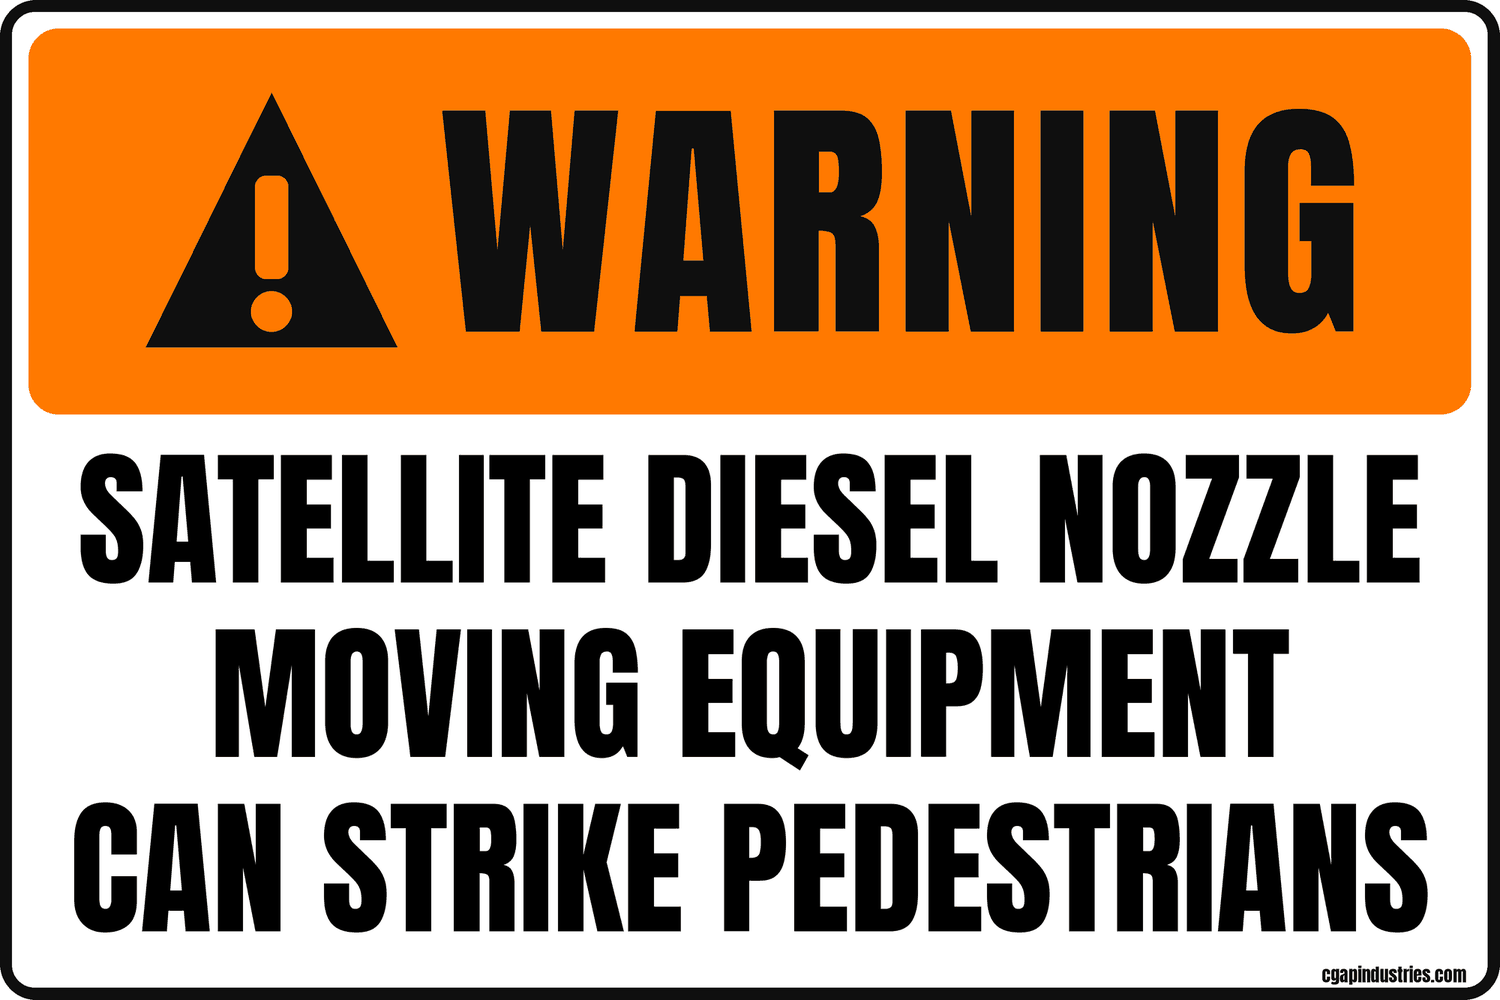 WARNING
SATELLITE DIESEL NOZZLE
MOVING EQUIPMENT
CAN STRIKE PEDESTRIANS
cgapindustries.com